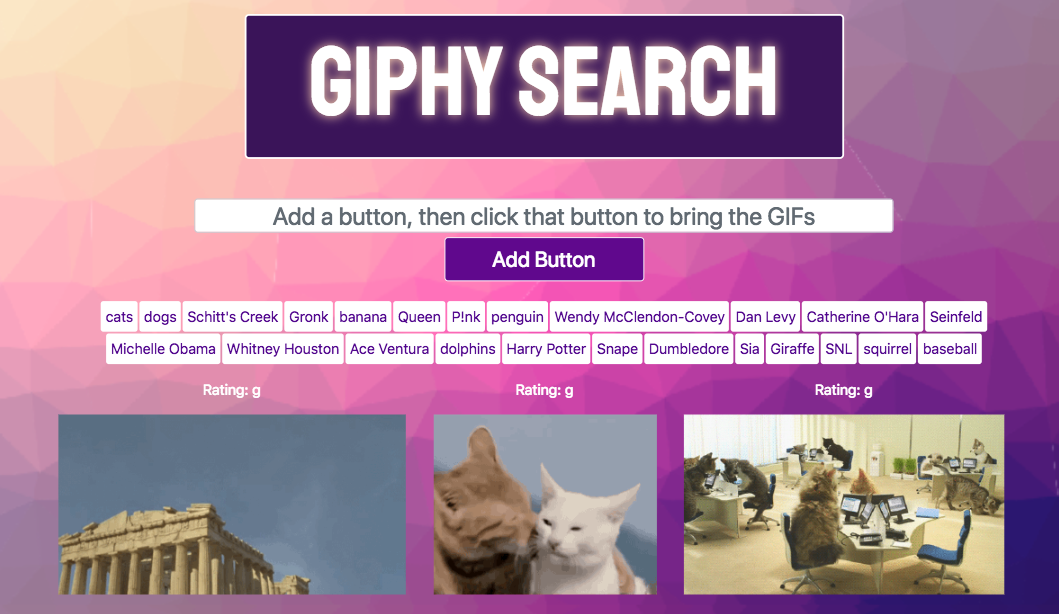 GIPHY SEARCH
Add a button, then click that button to bring the GIFs
Add Button
cats dogs Schitt's Creek Gronk banana Queen P!nk penguin Wendy McClendon-Covey Dan Levy Catherine O'Hara Seinfeld
Michelle Obama Whitney Houston Ace Ventura dolphins Harry Potter Snape Dumbledore Sia Giraffe SNL squirrel baseball
Rating: g Rating: g Rating: g